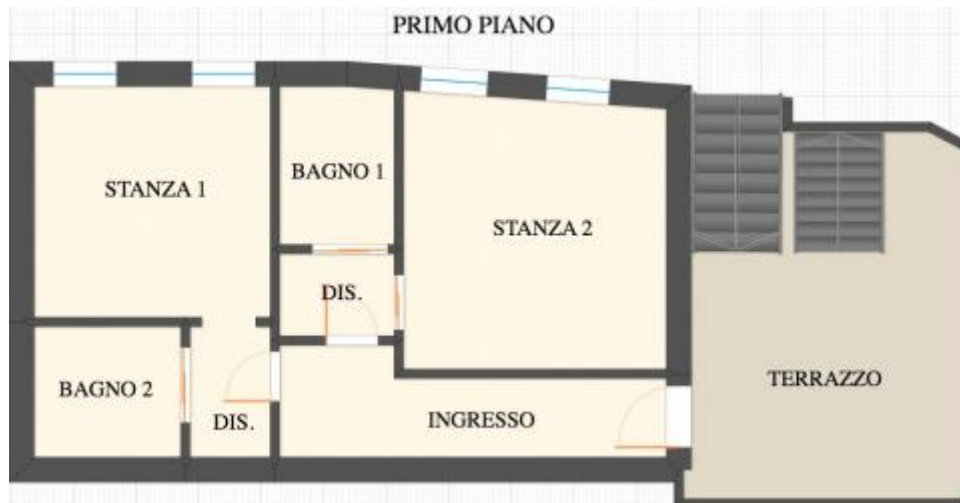 PRIMO PIANO
BAGNO 1
STANZA 1
STANZA 2
DIS.
TERRAZZO
BAGNO 2
DIS.
INGRESSO